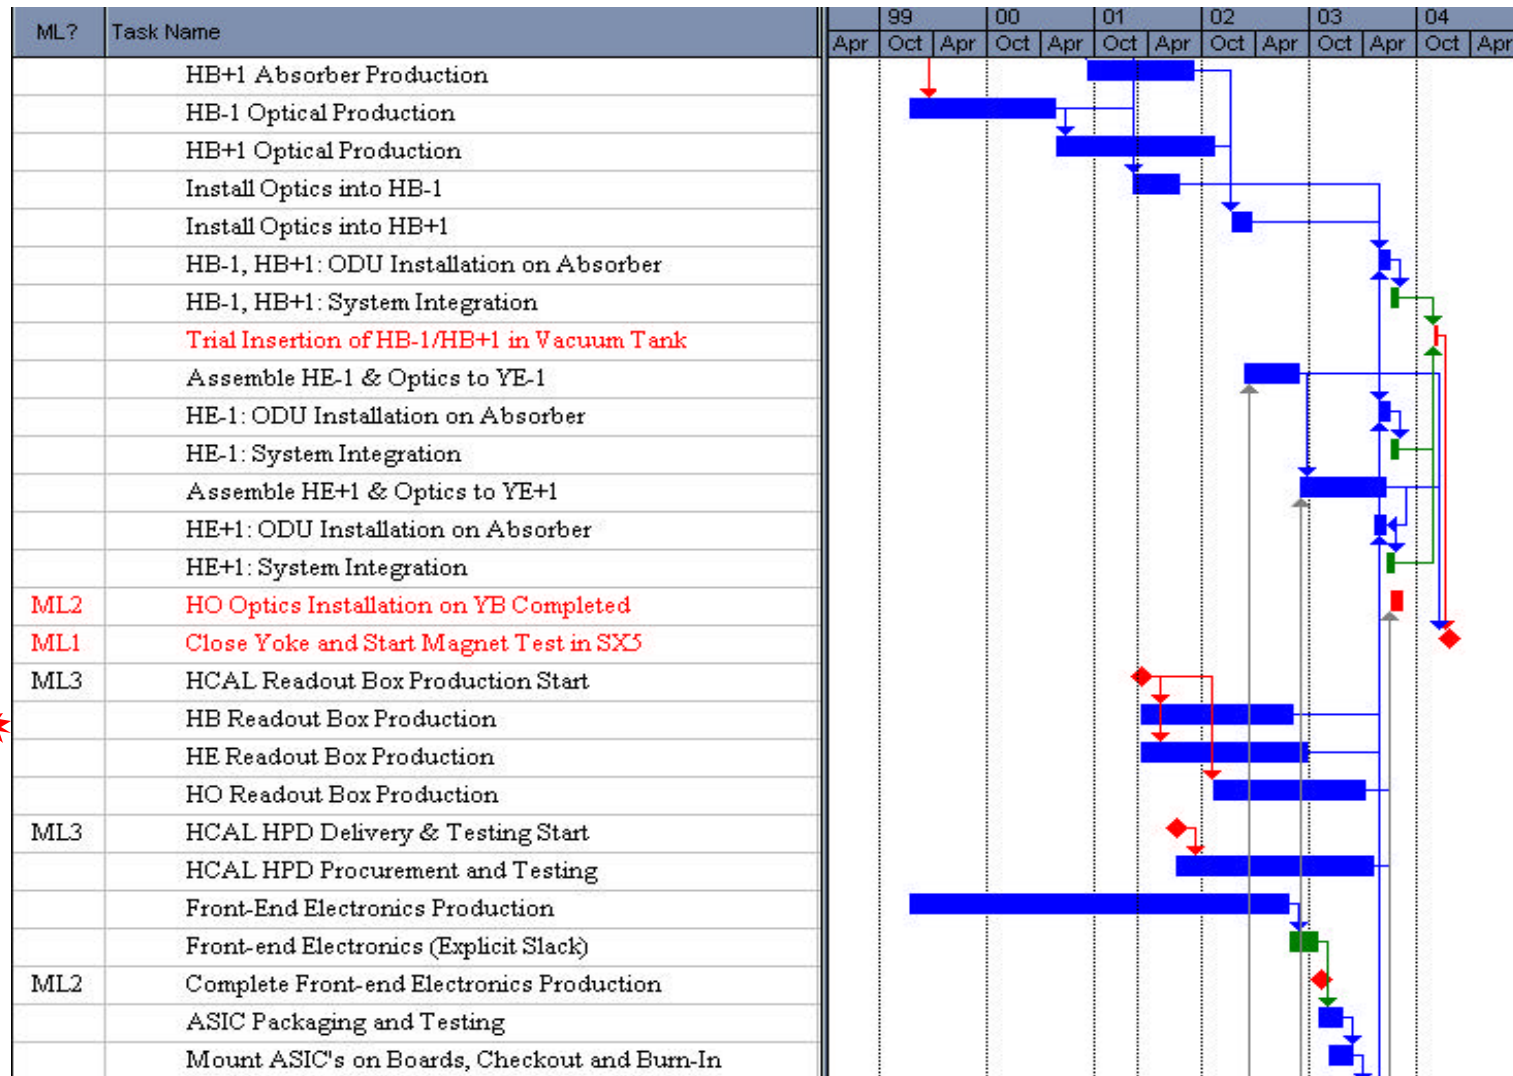 ML? Task Name 99 00 01 02 03 04
Apr Oct Apr Oct Apr Oct Apr Oct Apr Oct Apr Oct Apr
HB+1 Absorber Production
HB-1 Optical Production
HB+1 Optical Production
Install Optics into HB-1
Install Optics into HB+1
HB-1, HB+1: ODU Installation on Absorber
HB-1, HB+1: System Integration
Trial Insertion of HB-1/HB+1 in Vacuum Tank
Assemble HE-1 & Optics to YE-1
HE-1: ODU Installation on Absorber
HE-1: System Integration
Assemble HE+1 & Optics to YE+1
HE+1: ODU Installation on Absorber
HE+1: System Integration
ML2 HO Optics Installation on YB Completed
ML1 Close Yoke and Start Magnet Test in SX5
ML3 HCAL Readout Box Production Start
HB Readout Box Production
HE Readout Box Production
HO Readout Box Production
ML3 HCAL HPD Delivery & Testing Start
HCAL HPD Procurement and Testing
Front-End Electronics Production
Front-end Electronics (Explicit Slack)
ML2 Complete Front-end Electronics Production
ASIC Packaging and Testing
Mount ASIC's on Boards, Checkout and Burn-In